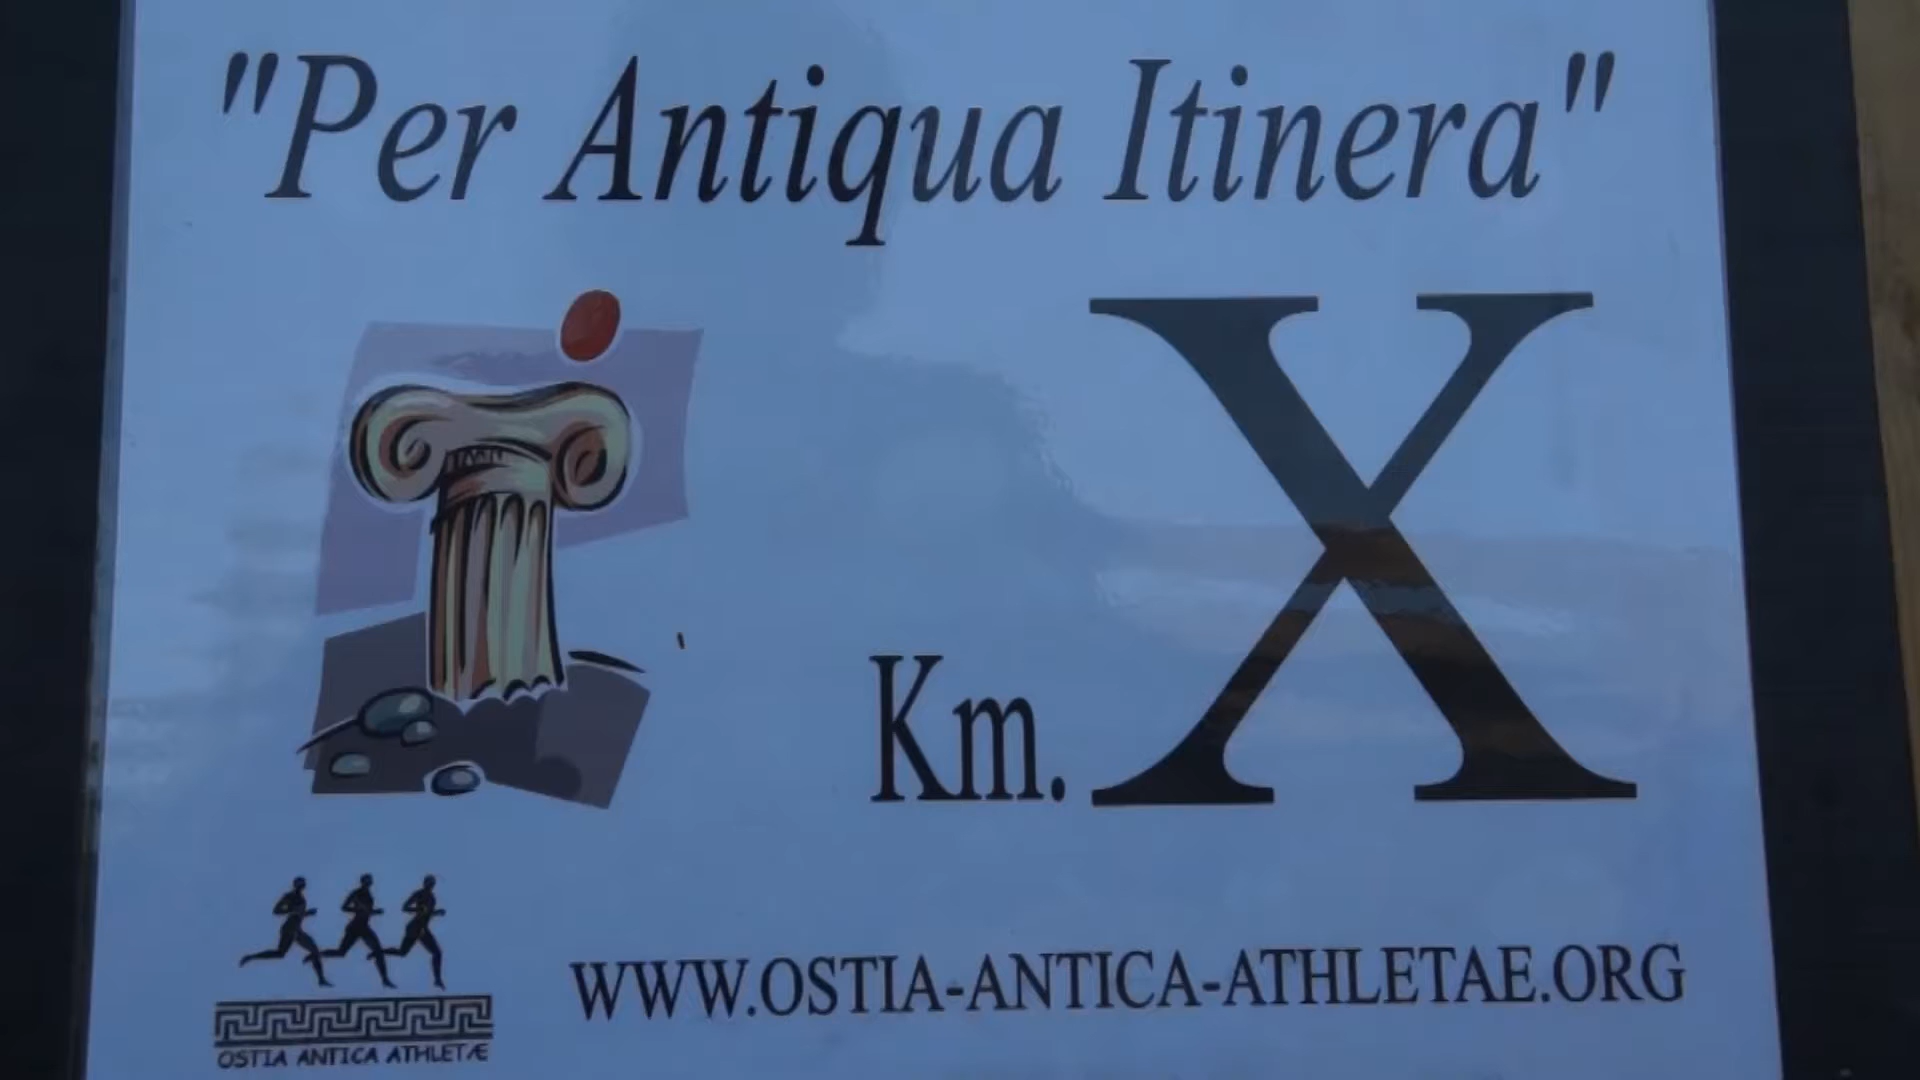 "Per Antiqua Itinera"
Km. X
OSTIA ANTICA ATHLETÆ
WWW.OSTIA-ANTICA-ATHLETAE.ORG